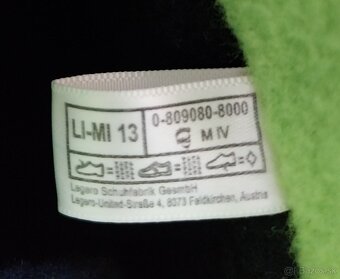 LI-MI 13
0-809080-8000
M IV
Legero Schuhfabrik GesmbH
Legero-United-Straße 4, 8073 Feldkirchen, Austria